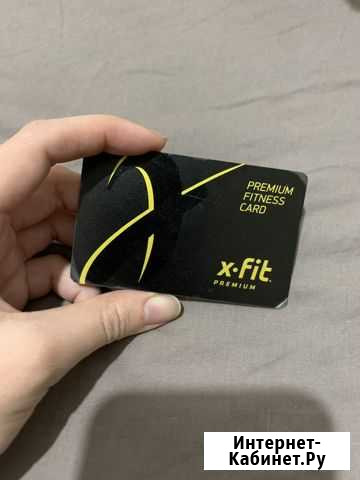 PREMIUM
FITNESS
CARD
x·fit
PREMIUM
Интернет-
Кабинет.Ру